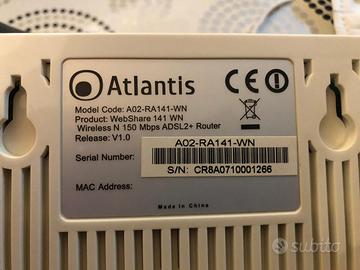 Atlantis
Model Code: A02-RA141-WN
Product: WebShare 141 WN
Wireless N 150 Mbps ADSL2+ Router
Release: V1.0
A02-RA141-WN
Serial Number:
S/N: CR8A0710001266
MAC Address:
Made in China
subito